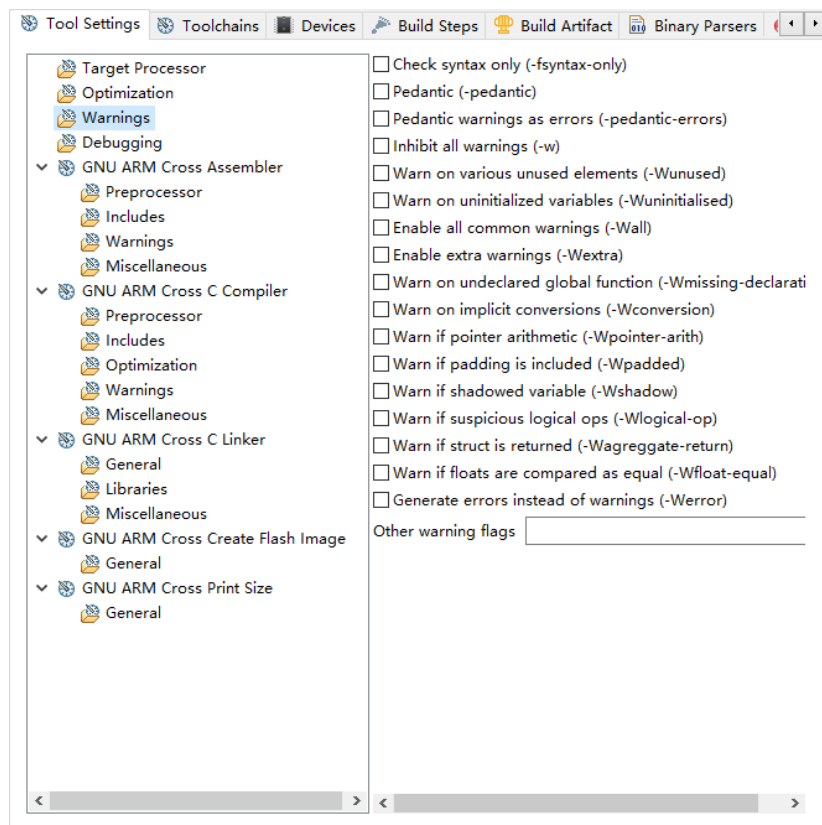 Tool Settings Toolchains Devices Build Steps Build Artifact Binary Parsers
Target Processor
Optimization
Warnings
Debugging
GNU ARM Cross Assembler
Preprocessor
Includes
Warnings
Miscellaneous
GNU ARM Cross C Compiler
Preprocessor
Includes
Optimization
Warnings
Miscellaneous
GNU ARM Cross C Linker
General
Libraries
Miscellaneous
GNU ARM Cross Create Flash Image
General
GNU ARM Cross Print Size
General
Check syntax only (-fsyntax-only)
Pedantic (-pedantic)
Pedantic warnings as errors (-pedantic-errors)
Inhibit all warnings (-w)
Warn on various unused elements (-Wunused)
Warn on uninitialized variables (-Wuninitialised)
Enable all common warnings (-Wall)
Enable extra warnings (-Wextra)
Warn on undeclared global function (-Wmissing-declarati
Warn on implicit conversions (-Wconversion)
Warn if pointer arithmetic (-Wpointer-arith)
Warn if padding is included (-Wpadded)
Warn if shadowed variable (-Wshadow)
Warn if suspicious logical ops (-Wlogical-op)
Warn if struct is returned (-Wagreggate-return)
Warn if floats are compared as equal (-Wfloat-equal)
Generate errors instead of warnings (-Werror)
Other warning flags